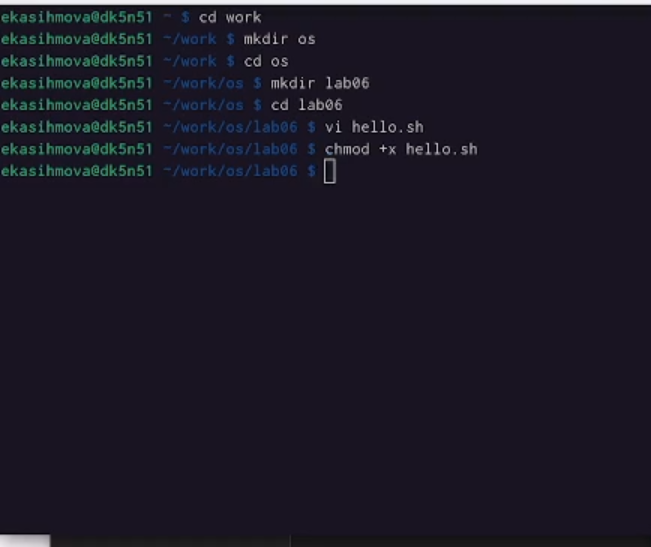 ekasihmova@dk5n51 ~ $ cd work
ekasihmova@dk5n51 ~/work $ mkdir os
ekasihmova@dk5n51 ~/work $ cd os
ekasihmova@dk5n51 ~/work/os $ mkdir lab06
ekasihmova@dk5n51 ~/work/os $ cd lab06
ekasihmova@dk5n51 ~/work/os/lab06 $ vi hello.sh
ekasihmova@dk5n51 ~/work/os/lab06 $ chmod +x hello.sh
ekasihmova@dk5n51 ~/work/os/lab06 $